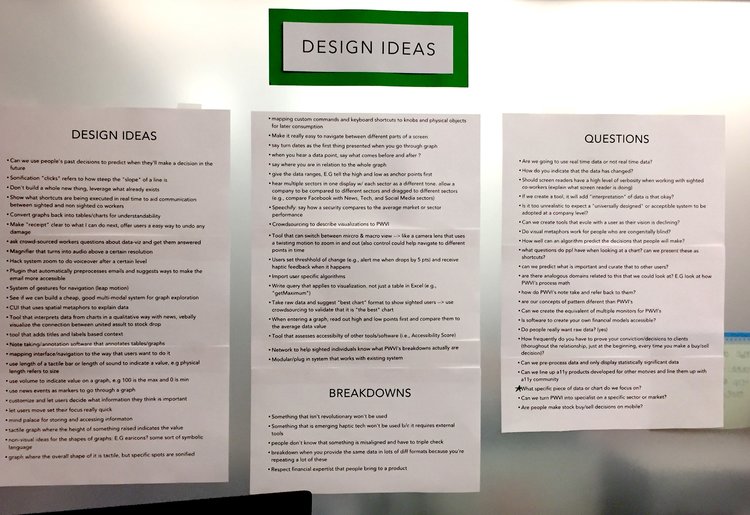 DESIGN IDEAS
DESIGN IDEAS
• Can we use people's past decisions to predict when they'll make a decision in the
future
• Sonification "clicks" refers to how steep the "slope" of a line is
• Don't build a whole new thing, leverage what already exists
• Show what shortcuts are being executed in real time to aid communication
between sighted and non sighted co workers
• Convert graphs back into tables/charts for understandability
• Make "receipt" clear to what I can do next, offer users a easy way to undo any
damage
• ask crowd-sourced workers questions about data-viz and get them answered
• Magnifier that turns into audio above a certain resolution
• Hack system zoom to do voiceover after a certain level
• Plugin that automatically preprocesses emails and suggests ways to make the
email more accessible
• System of gestures for navigation (leap motion)
• See if we can build a cheap, good multi-modal system for graph exploration
• CLI that uses spatial metaphors to explain data
• Tool that interprets data from charts in a qualitative way with news, verbally
visualize the connection between united assult to stock drop
• tool that adds titles and labels based context
• Note taking/annotation software that annotates tables/graphs
• mapping interface/navigation to the way that users want to do it
• use length of a tactile bar or length of sound to indicate a value, e.g physical
length refers to size
• use volume to indicate value on a graph, e.g 100 is the max and 0 is min
• use news events as markers to go through a graph
• customize and let users decide what information they think is important
• let users move set their focus really quick
• mind palace for storing and accessing information
• tactile graph where the height of something raised indicates the value
• non-visual ideas for the shapes of graphs: E.G earicons? some sort of symbolic
language
• graph where the overall shape of it is tactile, but specific spots are sonified
• mapping custom commands and keyboard shortcuts to knobs and physical objects
for later consumption
• Make it really easy to navigate between different parts of a screen
• say turn dates as the first thing presented when you go through graph
• when you hear a data point, say what comes before and after ?
• say where you are in relation to the whole graph
• give the data ranges, E.G tell the high and low as anchor points first
• hear multiple sectors in one display w/ each sector as a different tone. allow a
company to be compared to different sectors and dragged to different sectors
(e.g., compare Facebook with News, Tech, and Social Media sectors)
• Speechify: say how a security compares to the average market or sector
performance
• Crowdsourcing to describe visualizations to PWVI
• Tool that can switch between micro & macro view --> like a camera lens that uses
a twisting motion to zoom in and out (also control could help navigate to different
points in time
• Users set threshold of change (e.g., alert me when drops by 5 pts) and receive
haptic feedback when it happens
• Import user specific algorithms
• Write query that applies to visualization, not just a table in Excel (e.g.,
"getMaximum")
• Take raw data and suggest "best chart" format to show sighted users --> use
crowdsourcing to validate that it is "the best" chart
• When entering a graph, read out high and low points first and compare them to
the average data value
• Tool that assesses accessibility of other tools/software (i.e., Accessibility Score)
• Network to help sighted individuals know what PWVI's breakdowns actually are
• Modular/plug in system that works with existing system
BREAKDOWNS
• Something that isn't revolutionary won't be used
• Something that is emerging haptic tech won't be used b/c it requires external
tools
• people don't know that something is misaligned and have to triple check
• breakdown when you provide the same data in lots of diff formats because you're
repeating a lot of these
• Respect financial expertist that people bring to a product
QUESTIONS
• Are we going to use real time data or not real time data?
• How do you indicate that the data has changed?
• Should screen readers have a high level of verbosity when working with sighted
co-workers (explain what screen reader is doing)
• if we create a tool, it will add "interpretation" of data is that okay?
• Is it too unrealistic to expect a "universally designed" or acceptable system to be
adopted at a company level?
• Can we create tools that evolve with a user as their vision is declining?
• Do visual metaphors work for people who are congenitally blind?
• How well can an algorithm predict the decisions that people will make?
• what questions do ppl have when looking at a chart? can we present these as
shortcuts?
• can we predict what is important and curate that to other users?
• are there analogous domains related to this that we could look at? E.G look at how
PWVI's process math
• how do PWVI's note take and refer back to them?
• are our concepts of pattern diferent than PWVI's
• Can we create the equivalent of multiple monitors for PWVI's
• Is software to create your own financial models accessible?
• Do people really want raw data? (yes)
• How frequently do you have to prove your conviction/decisions to clients
(throughout the relationship, just at the beginning, every time you make a buy/sell
decision)?
• Can we pre-process data and only display statistically significant data
• Can we line up a11y products developed for other motives and line them up with
a11y community
• What specific piece of data or chart do we focus on?
• Can we turn PWVI into specialist on a specific sector or market?
• Are people make stock buy/sell decisions on mobile?